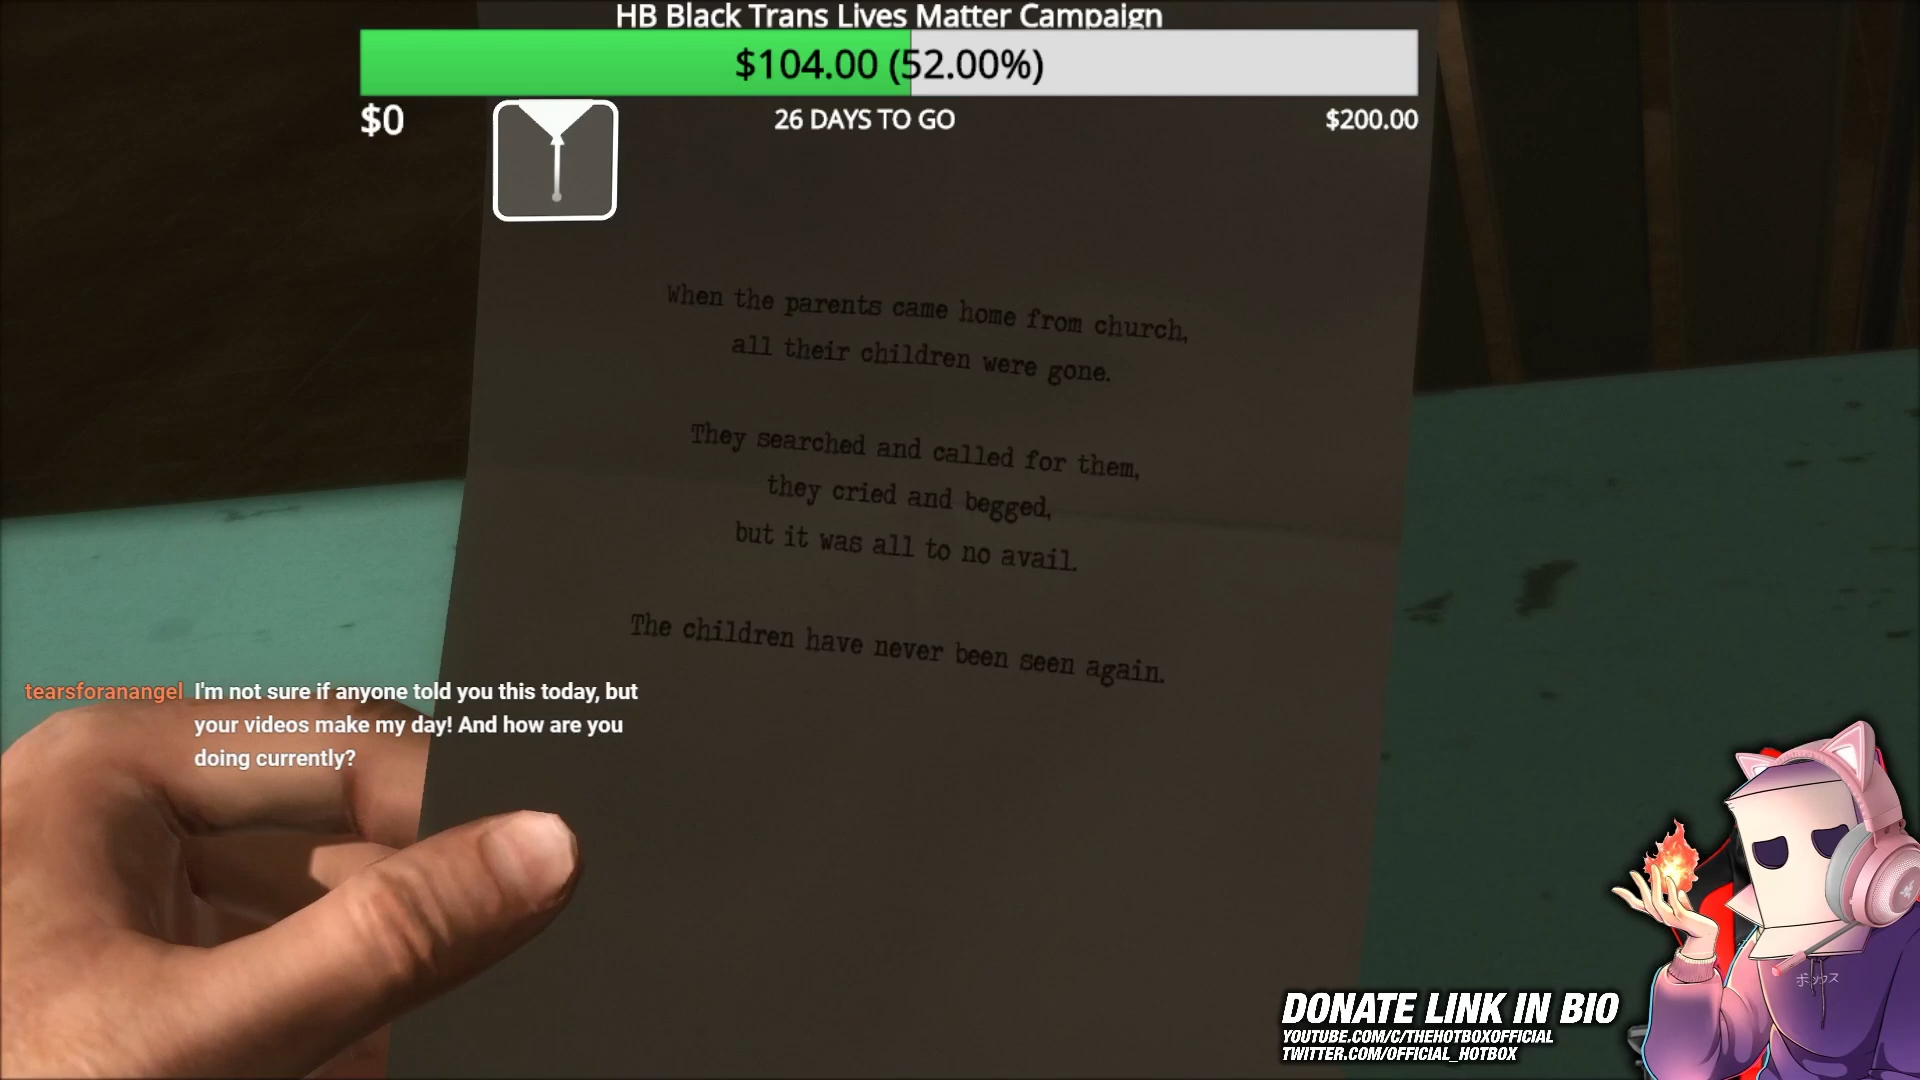 HB Black Trans Lives Matter Campaign
$104.00 (52.00%)
$0
26 DAYS TO GO
$200.00
When the parents came home from church,
all their children were gone.
They searched and called for them,
they cried and begged,
but it was all to no avail.
The children have never been seen again.
tearsforanangel I'm not sure if anyone told you this today, but
your videos make my day! And how are you
doing currently?
ボックス
DONATE LINK IN BIO
YOUTUBE.COM/C/THEHOTBOXOFFICIAL
TWITTER.COM/OFFICIAL_HOTBOX